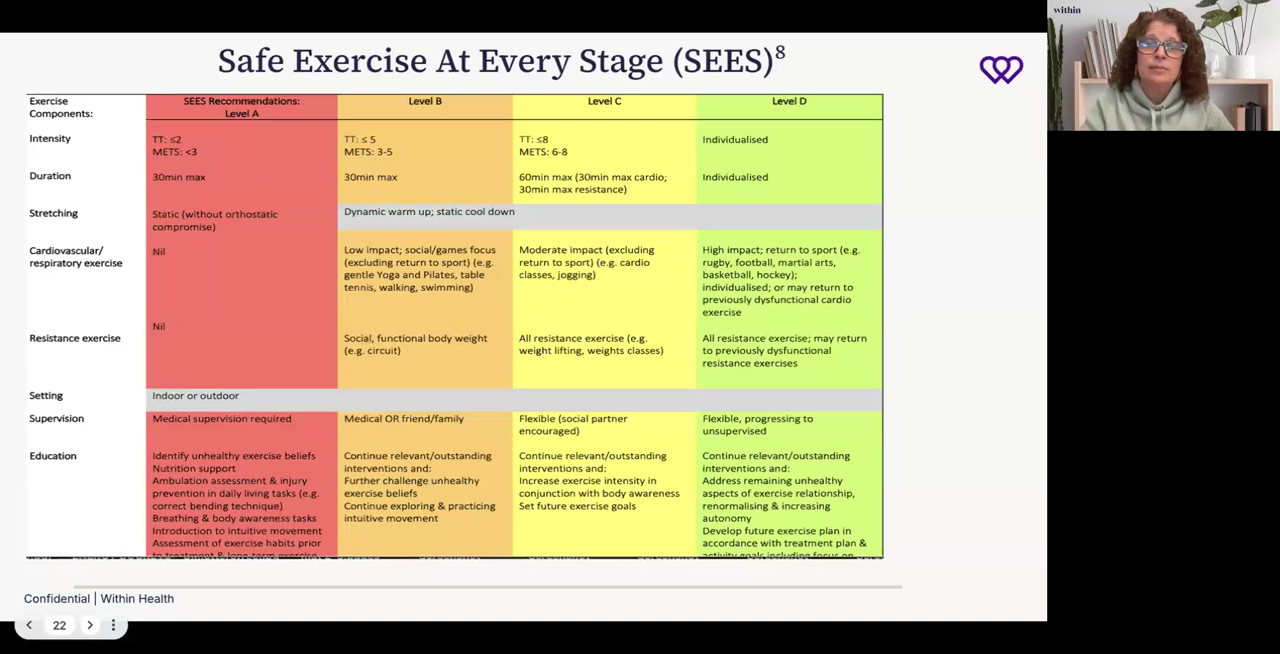 within
Safe Exercise At Every Stage (SEES)8
Exercise
Components:
SEES Recommendations:
Level A
Level B
Level C
Level D
Intensity
TT: ≤2
METS: <3
TT: ≤ 5
METS: 3-5
TT: ≤8
METS: 6-8
Individualised
Duration
30min max
30min max
60min max (30min max cardio;
30min max resistance)
Individualised
Stretching
Static (without orthostatic
compromise)
Dynamic warm up; static cool down
Cardiovascular/
respiratory exercise
Nil
Low impact; social/games focus
(excluding return to sport) (e.g.
gentle Yoga and Pilates, table
tennis, walking, swimming)
Moderate impact (excluding
return to sport) (e.g. cardio
classes, jogging)
High impact; return to sport (e.g.
rugby, football, martial arts,
basketball, hockey);
individualised; or may return to
previously dysfunctional cardio
exercise
Resistance exercise
Nil
Social, functional body weight
(e.g. circuit)
All resistance exercise (e.g.
weight lifting, weights classes)
All resistance exercise; may return
to previously dysfunctional
resistance exercises
Setting
Indoor or outdoor
Supervision
Medical supervision required
Medical OR friend/family
Flexible (social partner
encouraged)
Flexible, progressing to
unsupervised
Education
Identify unhealthy exercise beliefs
Nutrition support
Ambulation assessment & injury
prevention in daily living tasks (e.g.
correct bending technique)
Breathing & body awareness tasks
Introduction to intuitive movement
Assessment of exercise habits prior
to treatment & long-term exercise
Continue relevant/outstanding
interventions and:
Further challenge unhealthy
exercise beliefs
Continue exploring & practicing
intuitive movement
Continue relevant/outstanding
interventions and:
Increase exercise intensity in
conjunction with body awareness
Set future exercise goals
Continue relevant/outstanding
interventions and:
Address remaining unhealthy
aspects of exercise relationship,
renormalising & increasing
autonomy
Develop future exercise plan in
accordance with treatment plan &
activity goals including focus on
Confidential | Within Health
22